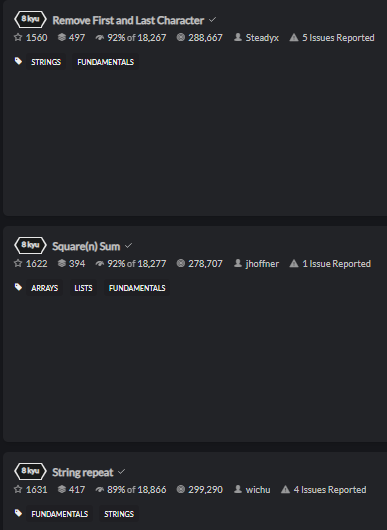 8 kyu Remove First and Last Character
1560 497 92% of 18,267 288,667 Steadyx 5 Issues Reported
STRINGS FUNDAMENTALS
8 kyu Square(n) Sum
1622 394 92% of 18,277 278,707 jhoffner 1 Issue Reported
ARRAYS LISTS FUNDAMENTALS
8 kyu String repeat
1631 417 89% of 18,866 299,290 wichu 4 Issues Reported
FUNDAMENTALS STRINGS